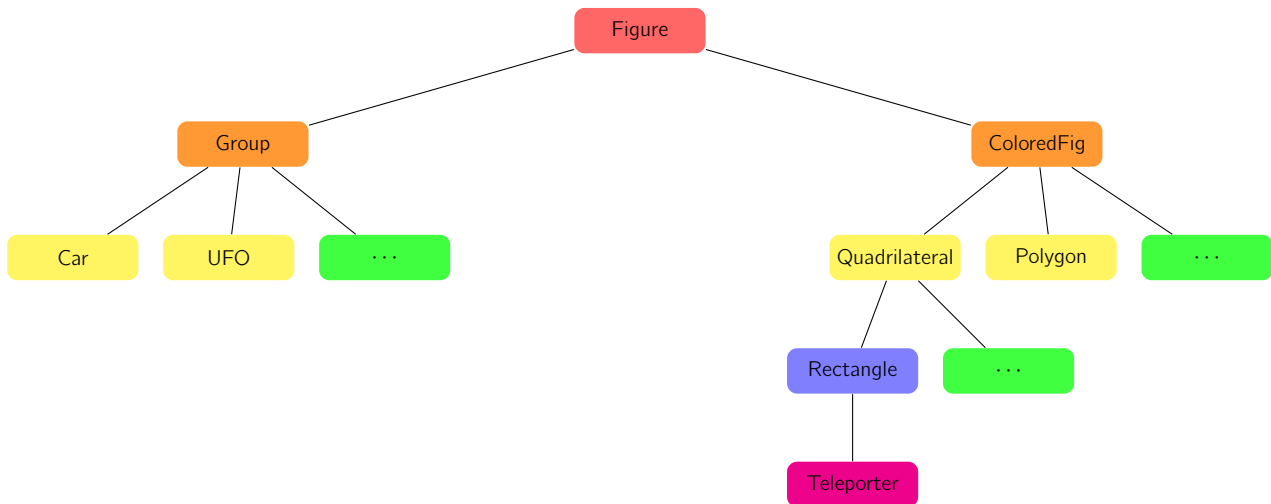 Figure
Group
ColoredFig
Car
UFO
···
Quadrilateral
Polygon
···
Rectangle
···
Teleporter